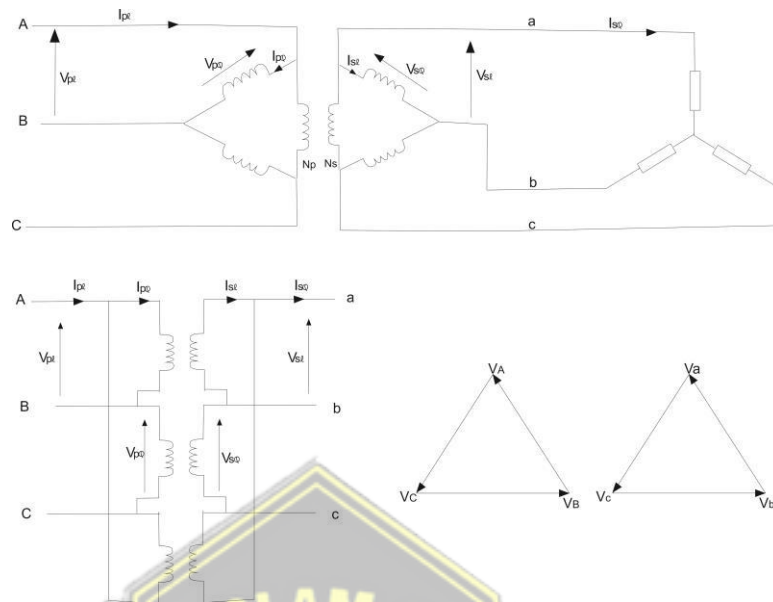 A Ipℓ a IsΦ
VpΦ IpΦ Isℓ VsΦ
Vpℓ Vsℓ
B
Np Ns
b
C c
A Ipℓ IpΦ Isℓ IsΦ a
Vpℓ Vsℓ
VA Va
B b
VpΦ VsΦ
VC VB Vc Vb
C c
ALAM